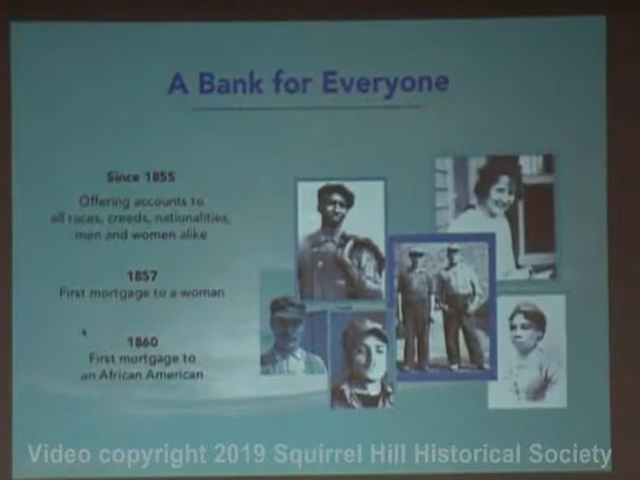 A Bank for Everyone
Since 1855
Offering accounts to
all races, creeds, nationalities,
men and women alike
1857
First mortgage to a woman
1860
First mortgage to
an African American
Video copyright 2019 Squirrel Hill Historical Society